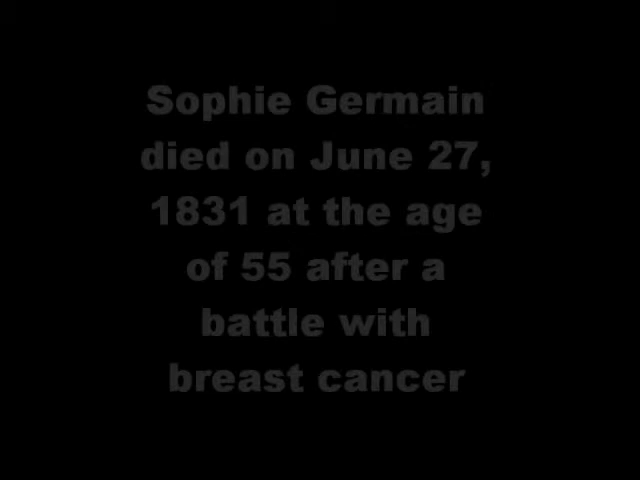 Sophie Germain
died on June 27,
1831 at the age
of 55 after a
battle with
breast cancer